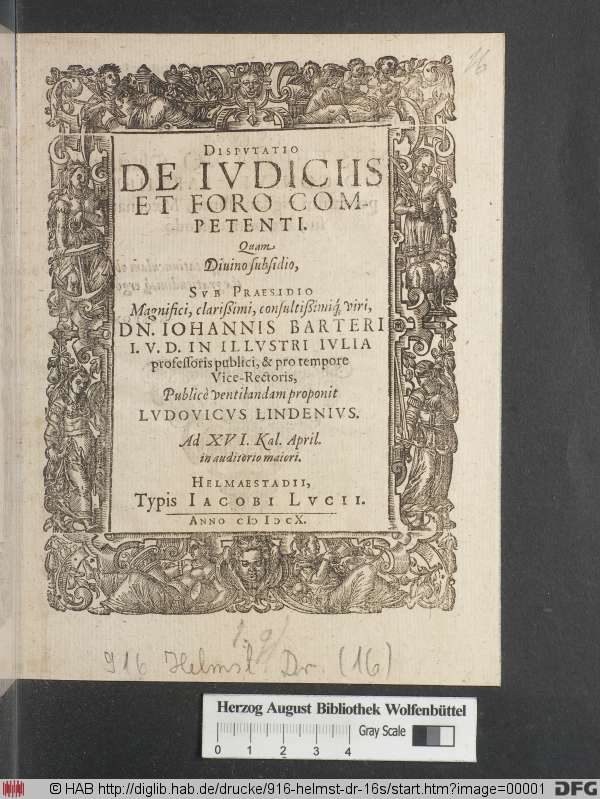 16
DISPVTATIO
DE IVDICIIS
ET FORO COM-
PETENTI.
Quam
Diuino subsidio,
SVB PRAESIDIO
Magnifici, clarißimi, consultißimiq́ viri,
DN. IOHANNIS BARTERI
I. V. D. IN ILLVSTRI IVLIA
professoris publici, & pro tempore
Vice-Rectoris,
Publicè ventilandam proponit
LVDOVICVS LINDENIVS.
Ad XVI. Kal. April.
in auditorio maiori.
HELMAESTADII,
Typis IACOBI LVCII.
ANNO CIↃ IↃ CX.
916 Helmst. Dr. (16)
Herzog August Bibliothek Wolfenbüttel
Gray Scale
0 1 2 3 4
© HAB http://diglib.hab.de/drucke/916-helmst-dr-16s/start.htm?image=00001
DFG